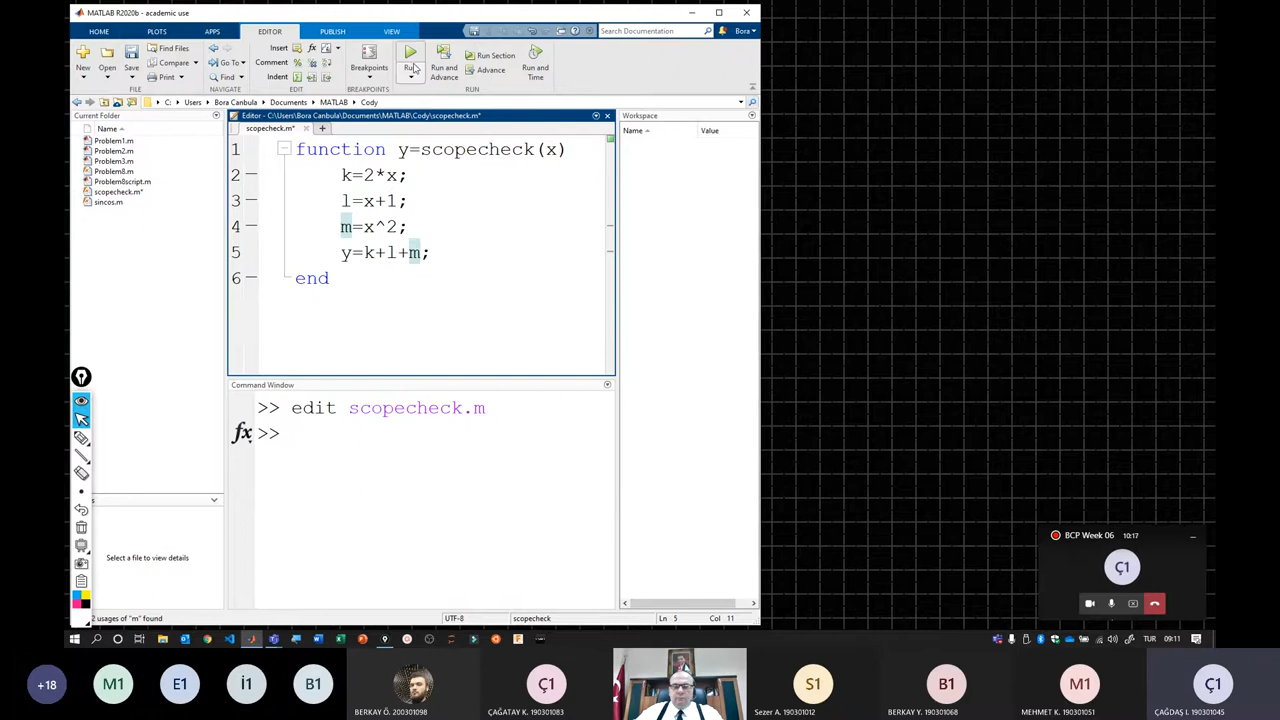 MATLAB R2020b - academic use
HOME PLOTS APPS EDITOR PUBLISH VIEW Search Documentation Bora
New Open Save Find Files Compare Print Go To Find Insert Comment Indent fx Breakpoints Run Run and Advance Run Section Advance Run and Time
FILE NAVIGATE EDIT BREAKPOINTS RUN
C: Users Bora Canbula Documents MATLAB Cody
Current Folder
Name
Problem1.m
Problem2.m
Problem3.m
Problem8.m
Problem8script.m
scopecheck.m*
sincos.m
Select a file to view details
Editor - C:\Users\Bora Canbula\Documents\MATLAB\Cody\scopecheck.m*
scopecheck.m*
1 function y=scopecheck(x)
2 k=2*x;
3 l=x+1;
4 m=x^2;
5 y=k+l+m;
6 end
Command Window
>> edit scopecheck.m
fx >>
Workspace
Name Value
BCP Week 06 10:17
Ç1
2 usages of "m" found UTF-8 scopecheck Ln 5 Col 11
TUR 09:11
+18 M1 E1 İ1 B1 Ç1 S1 B1 M1 Ç1
BERKAY Ö. 200301098 ÇAĞATAY K. 190301083 Sezer A. 190301012 BERKAY Y. 190301068 MEHMET K. 190301051 ÇAĞDAŞ I. 190301045